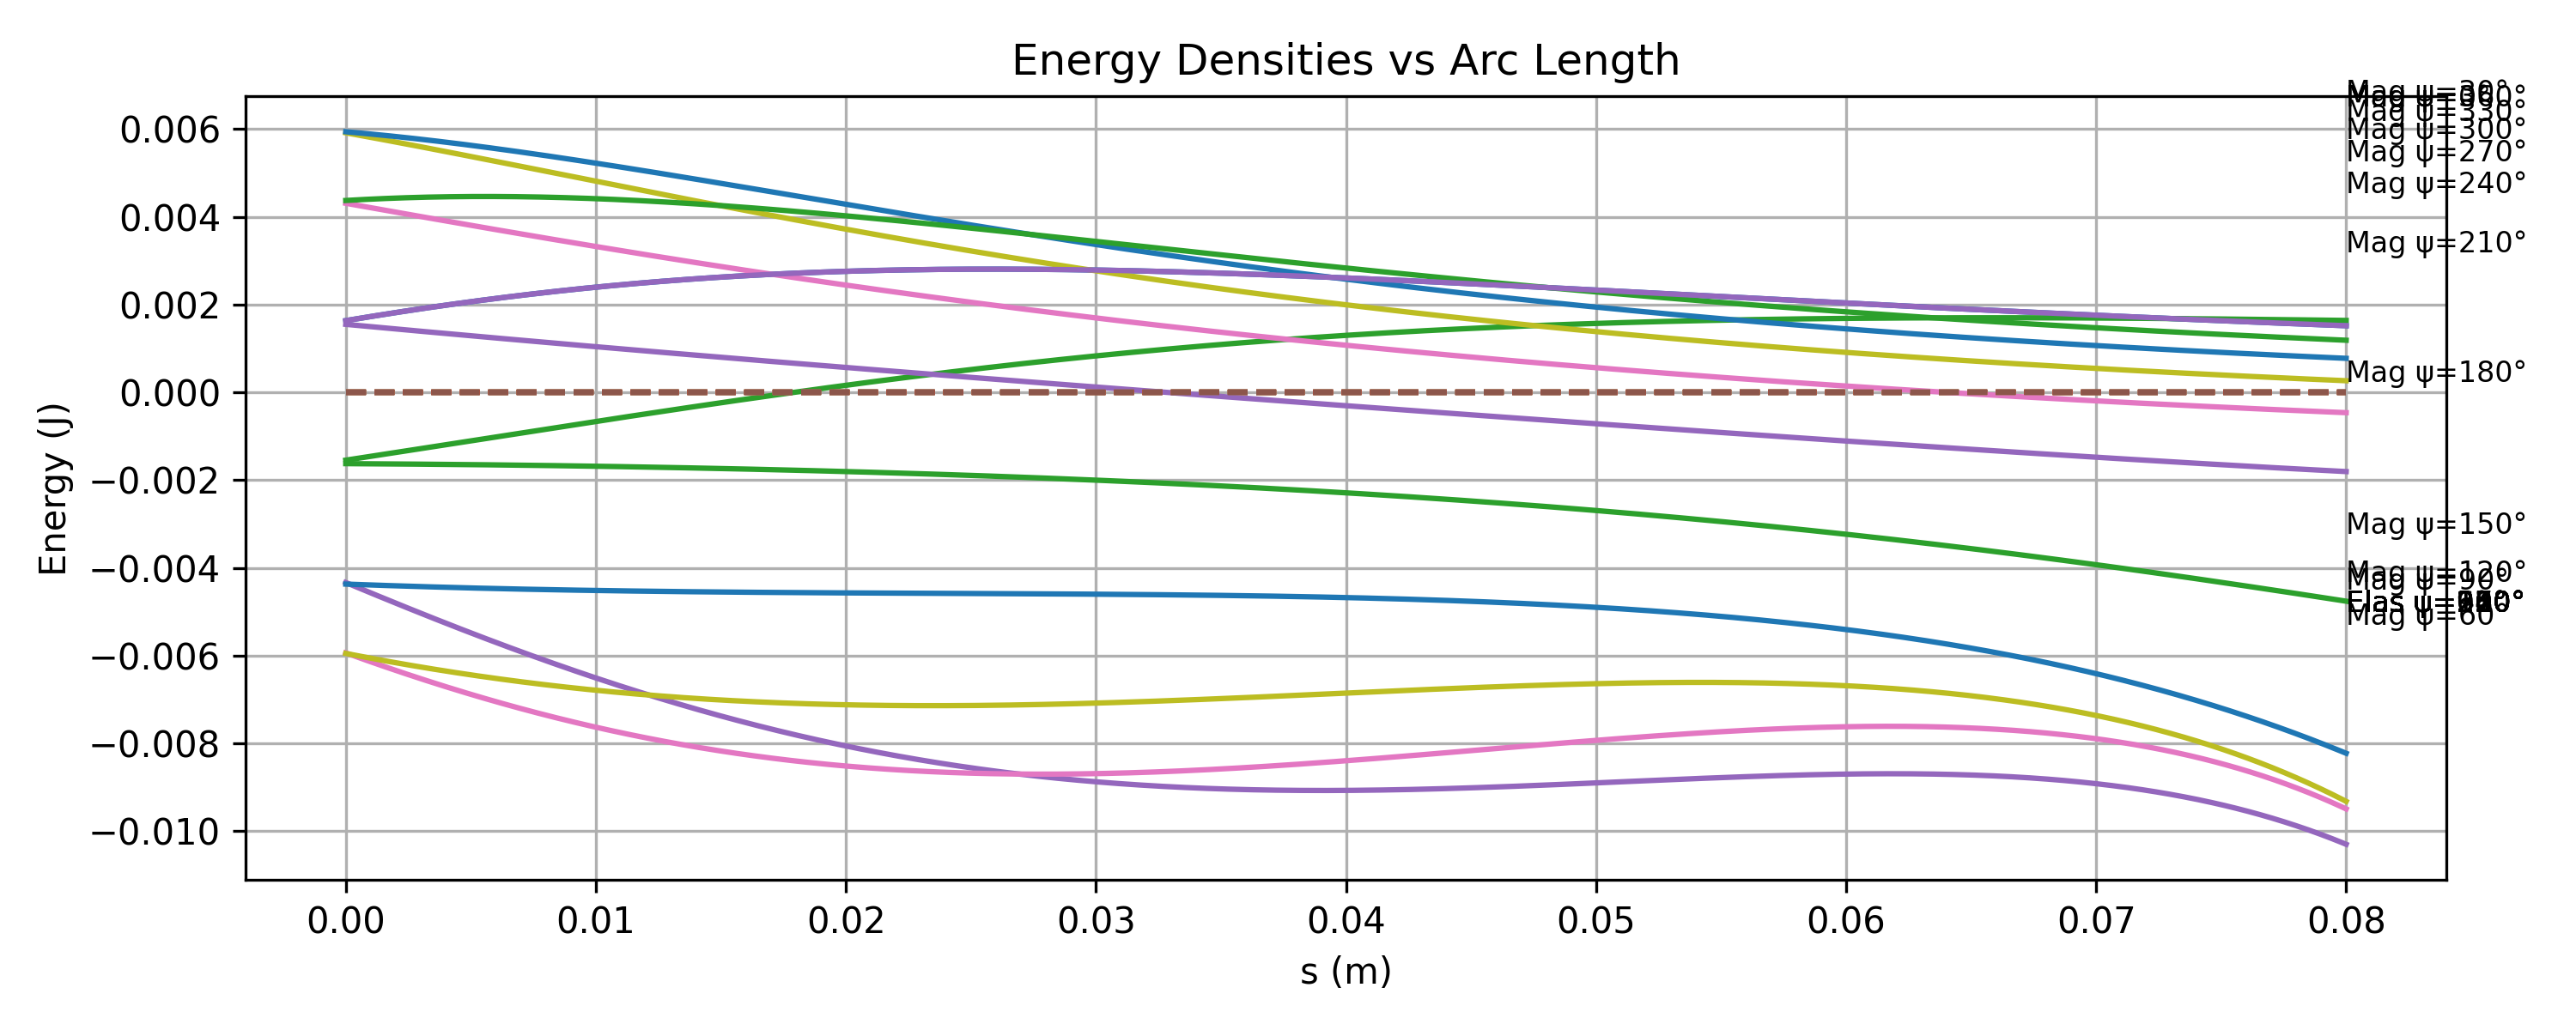 Energy Densities vs Arc Length
Energy (J)
0.006
0.004
0.002
0.000
−0.002
−0.004
−0.006
−0.008
−0.010
0.00 0.01 0.02 0.03 0.04 0.05 0.06 0.07 0.08
s (m)
Mag ψ=330°
Mag ψ=300°
Mag ψ=270°
Mag ψ=240°
Mag ψ=210°
Mag ψ=180°
Mag ψ=150°
Mag ψ=120°
Mag ψ=90°
Mag ψ=60°